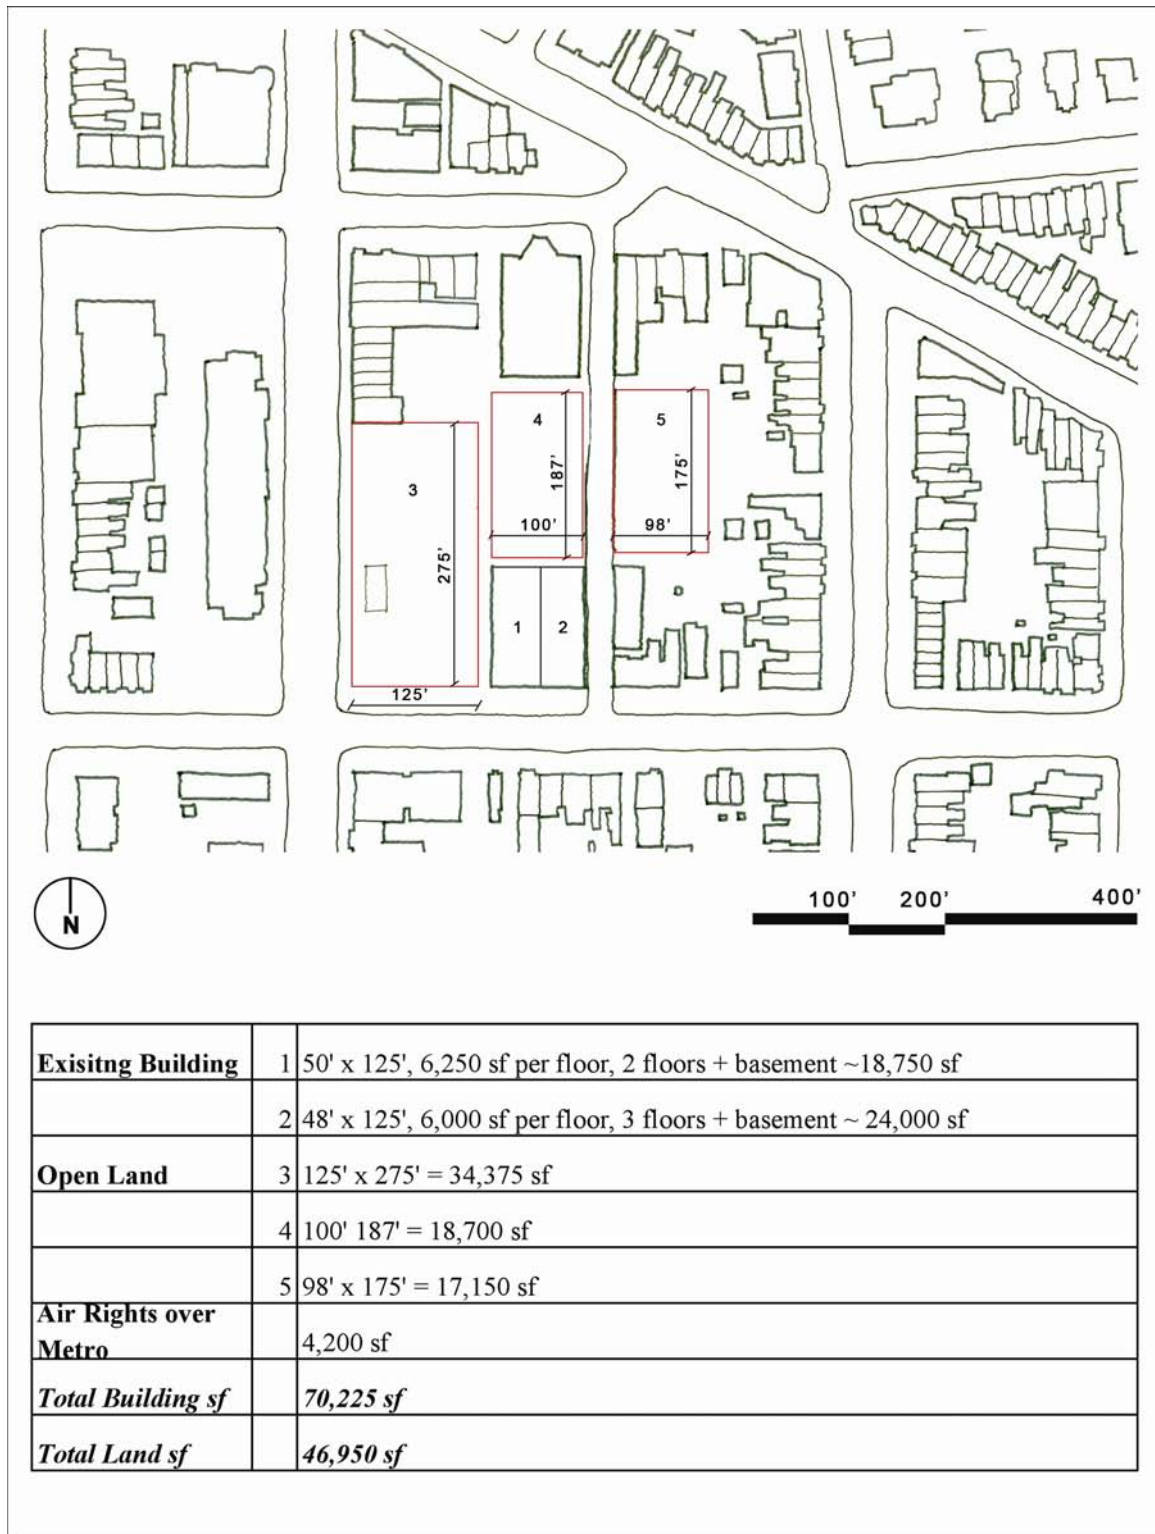 4
5
187'
175'
3
100'
98'
275'
1
2
125'
N
100' 200' 400'
Exisitng Building 1 50' x 125', 6,250 sf per floor, 2 floors + basement ~18,750 sf
2 48' x 125', 6,000 sf per floor, 3 floors + basement ~ 24,000 sf
Open Land 3 125' x 275' = 34,375 sf
4 100' 187' = 18,700 sf
5 98' x 175' = 17,150 sf
Air Rights over
Metro 4,200 sf
Total Building sf 70,225 sf
Total Land sf 46,950 sf